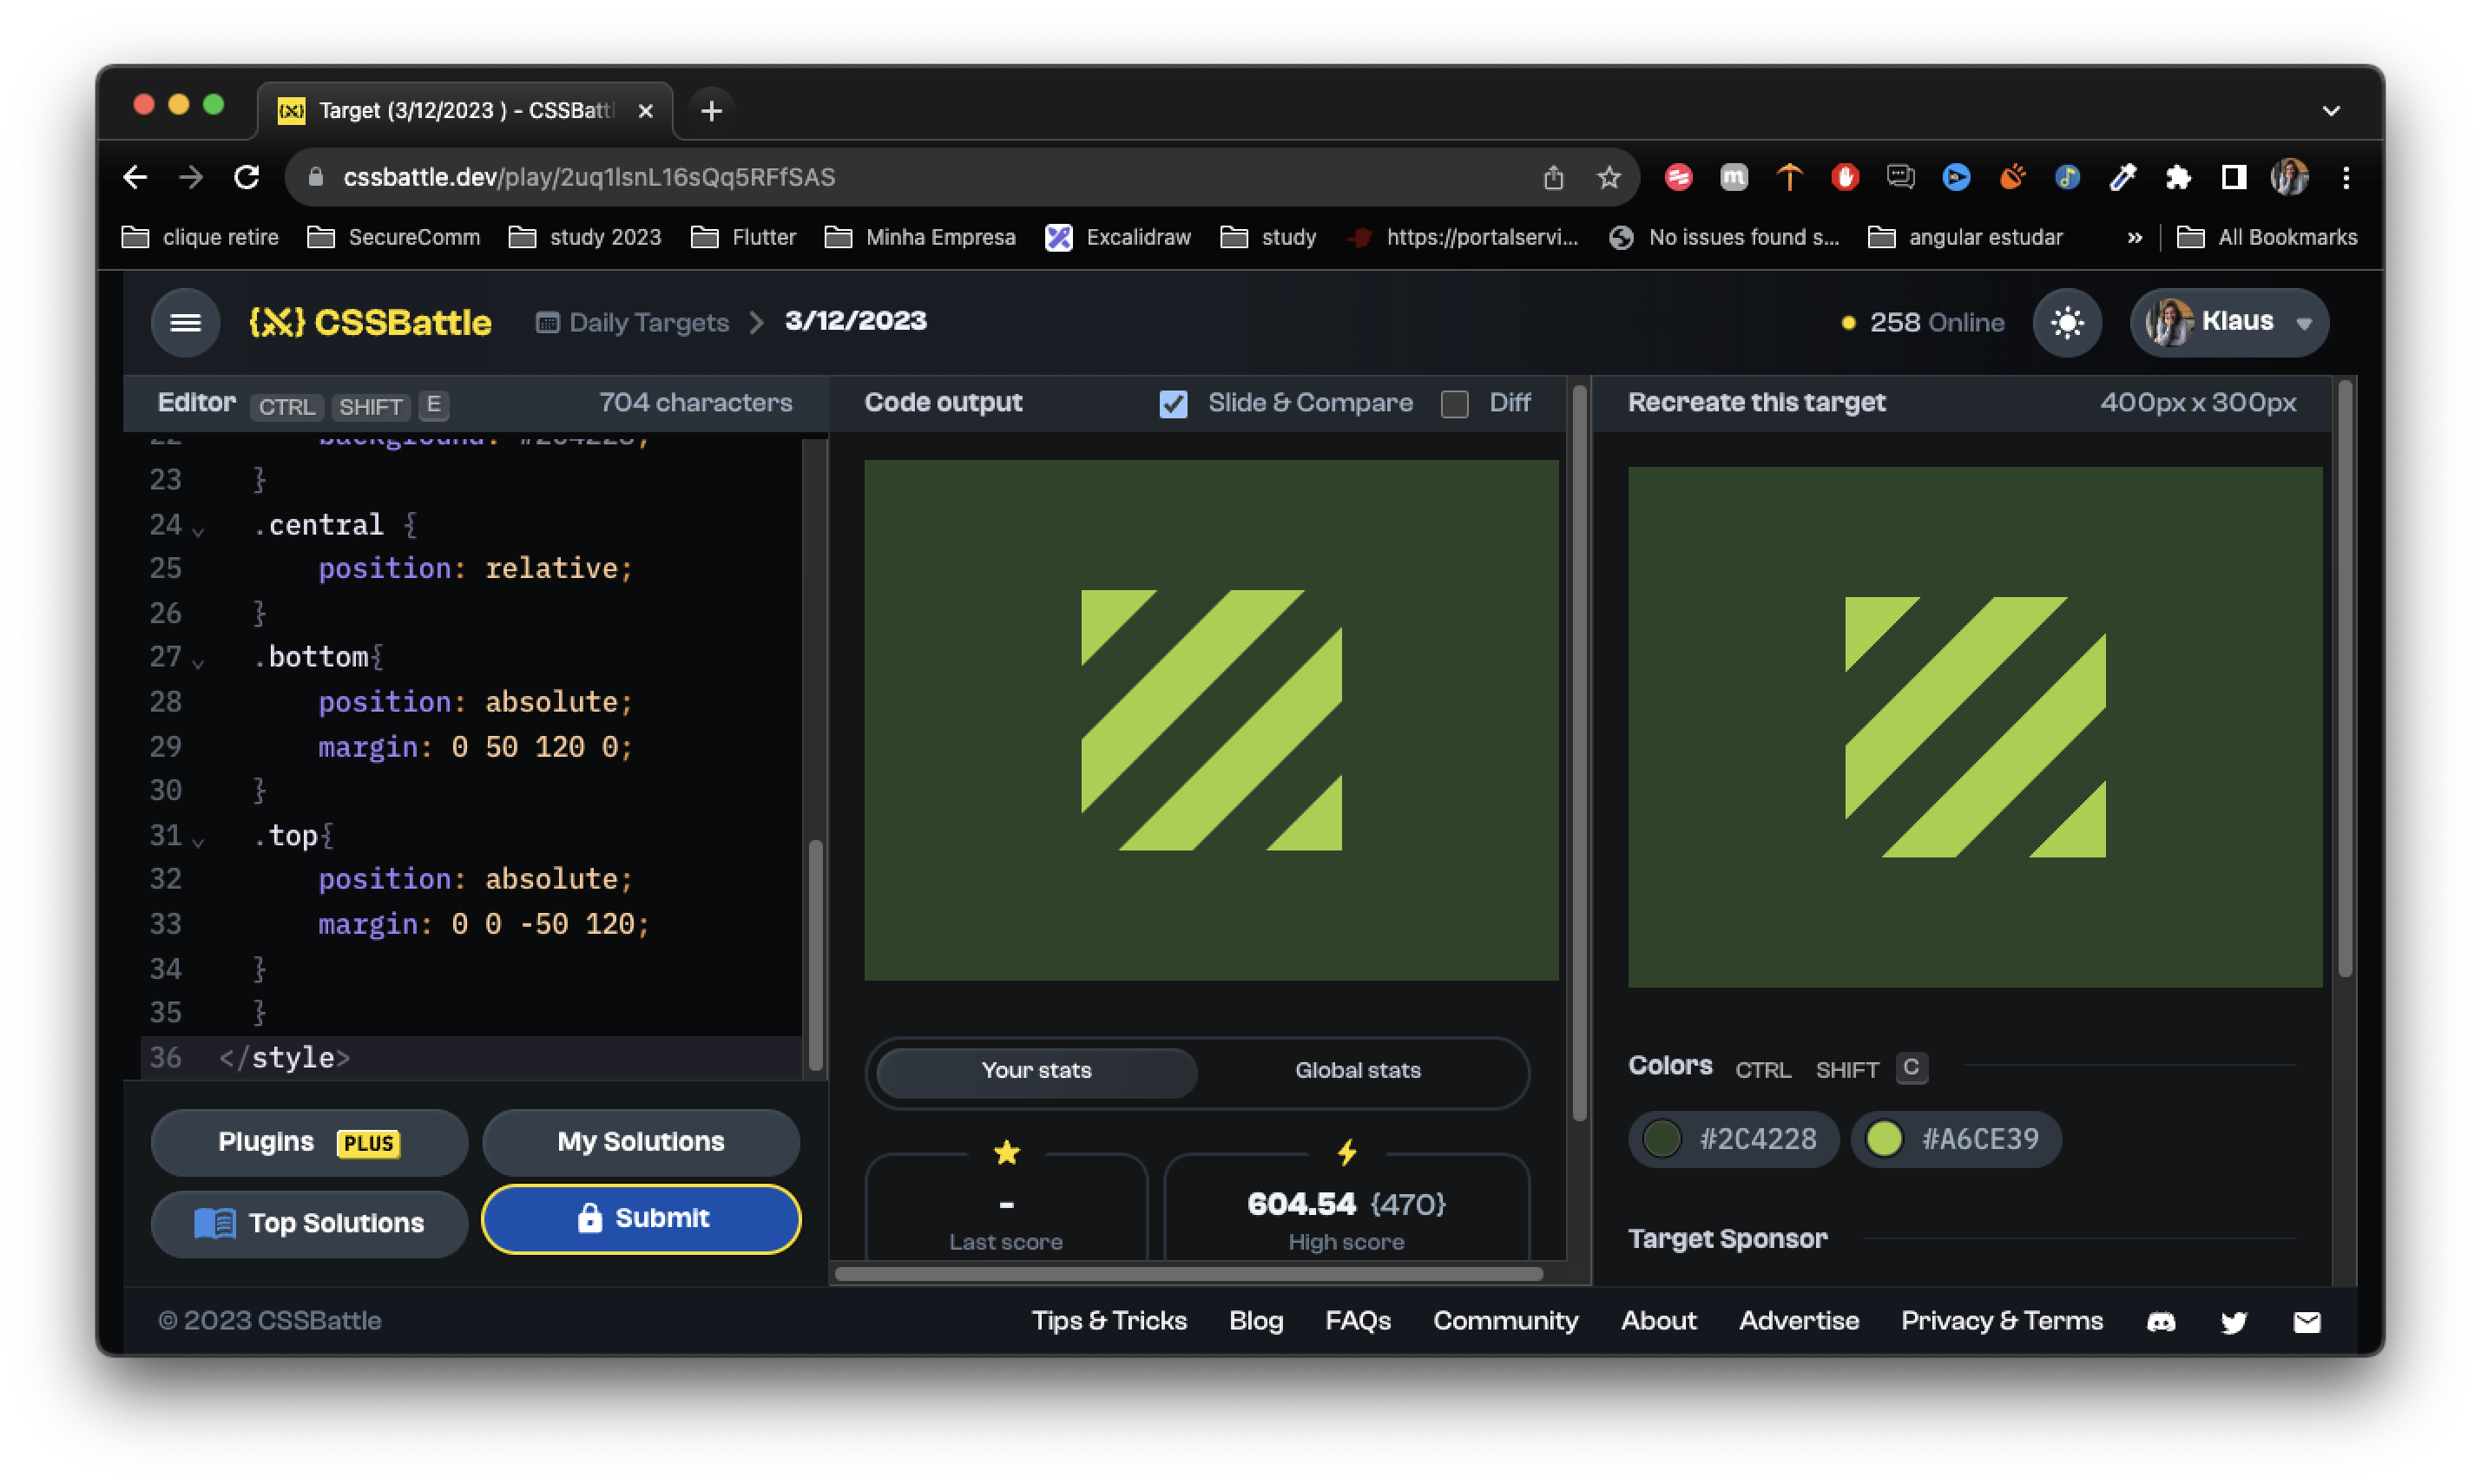 Target (3/12/2023 ) - CSSBattl
cssbattle.dev/play/2uq1lsnL16sQq5RFfSAS
clique retire SecureComm study 2023 Flutter Minha Empresa Excalidraw study https://portalservi... No issues found s... angular estudar » All Bookmarks
{X} CSSBattle Daily Targets > 3/12/2023 258 Online Klaus
Editor CTRL SHIFT E 704 characters
Code output Slide & Compare Diff
Recreate this target 400px x 300px
22 background: #2C4228;
23 }
24 .central {
25 position: relative;
26 }
27 .bottom{
28 position: absolute;
29 margin: 0 50 120 0;
30 }
31 .top{
32 position: absolute;
33 margin: 0 0 -50 120;
34 }
35 }
36 </style>
Plugins PLUS My Solutions
Top Solutions Submit
Your stats Global stats
- 604.54 {470}
Last score High score
Colors CTRL SHIFT C
#2C4228 #A6CE39
Target Sponsor
© 2023 CSSBattle Tips & Tricks Blog FAQs Community About Advertise Privacy & Terms